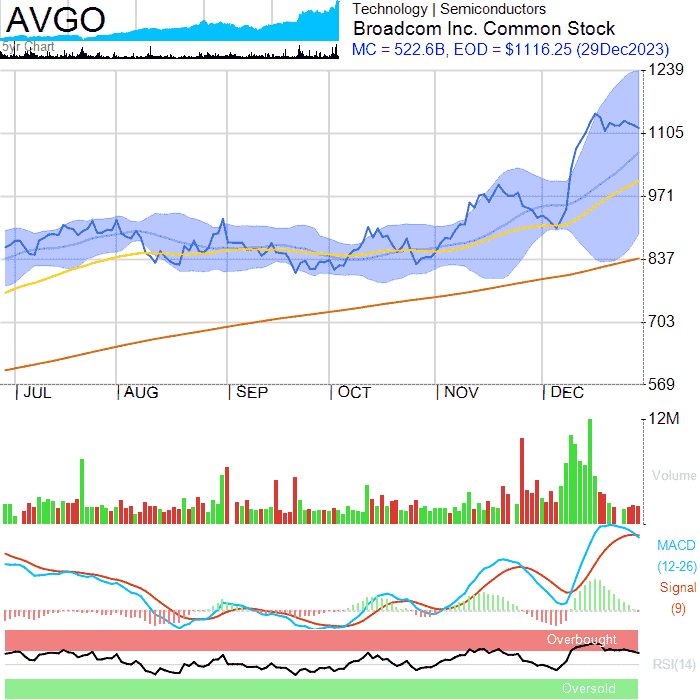 AVGO
5yr Chart
Technology | Semiconductors
Broadcom Inc. Common Stock
MC = 522.6B, EOD = $1116.25 (29Dec2023)
1239
1105
971
837
703
569
JUL AUG SEP OCT NOV DEC
12M
Volume
MACD
(12-26)
Signal
(9)
Overbought
RSI(14)
Oversold